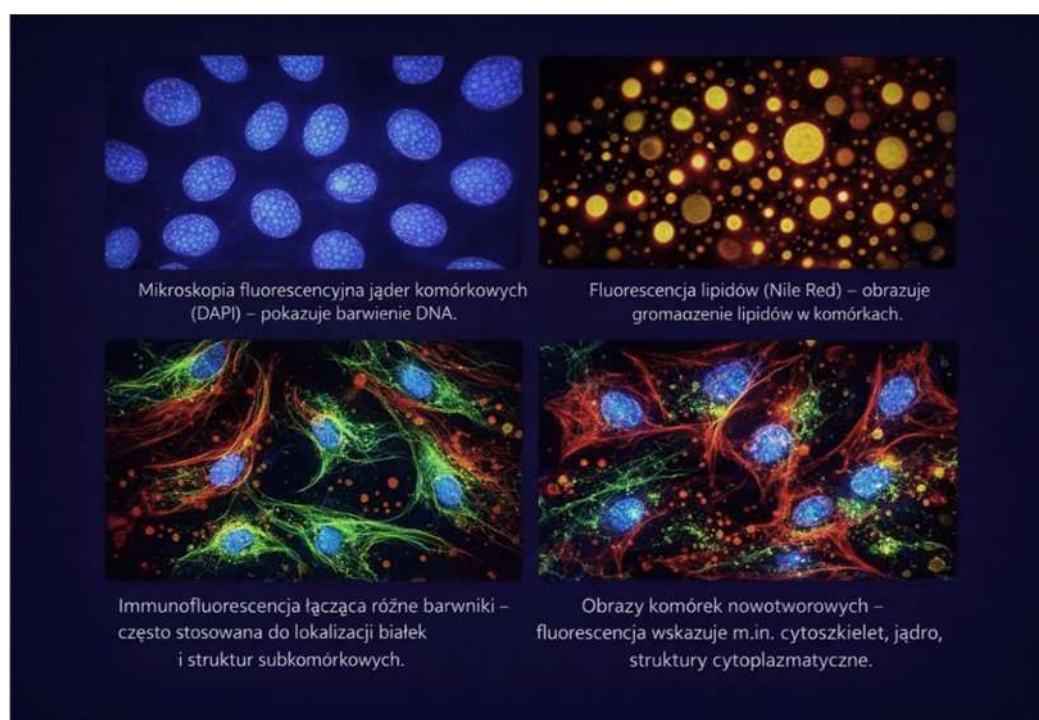 Mikroskopia fluorescencyjna jąder komórkowych
(DAPI) – pokazuje barwienie DNA.
Fluorescencja lipidów (Nile Red) – obrazuje
gromaqzenie lipidów w komórkach.
Immunofluorescencja łącząca różne barwniki –
często stosowana do lokalizacji białek
i struktur subkomórkowych.
Obrazy komórek nowotworowych –
fluorescencja wskazuje m.in. cytoszkielet, jądro,
struktury cytoplazmatyczne.